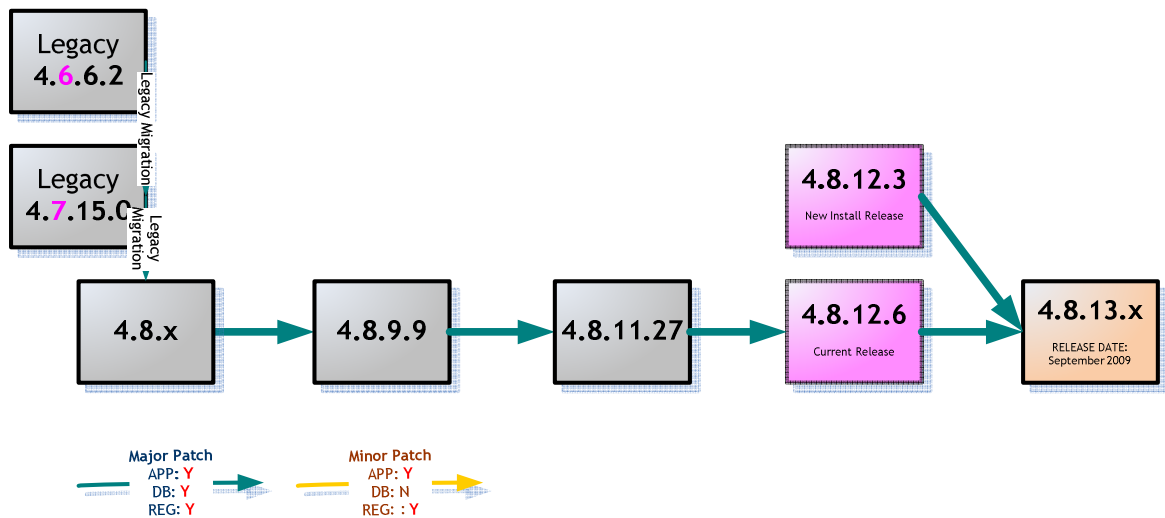 Legacy
4.6.6.2
Legacy Migration
Legacy
4.7.15.0
Legacy
Migration
4.8.12.3
New Install Release
4.8.x
4.8.9.9
4.8.11.27
4.8.12.6
Current Release
4.8.13.x
RELEASE DATE:
September 2009
Major Patch
APP: Y
DB: Y
REG: Y
Minor Patch
APP: Y
DB: N
REG: : Y